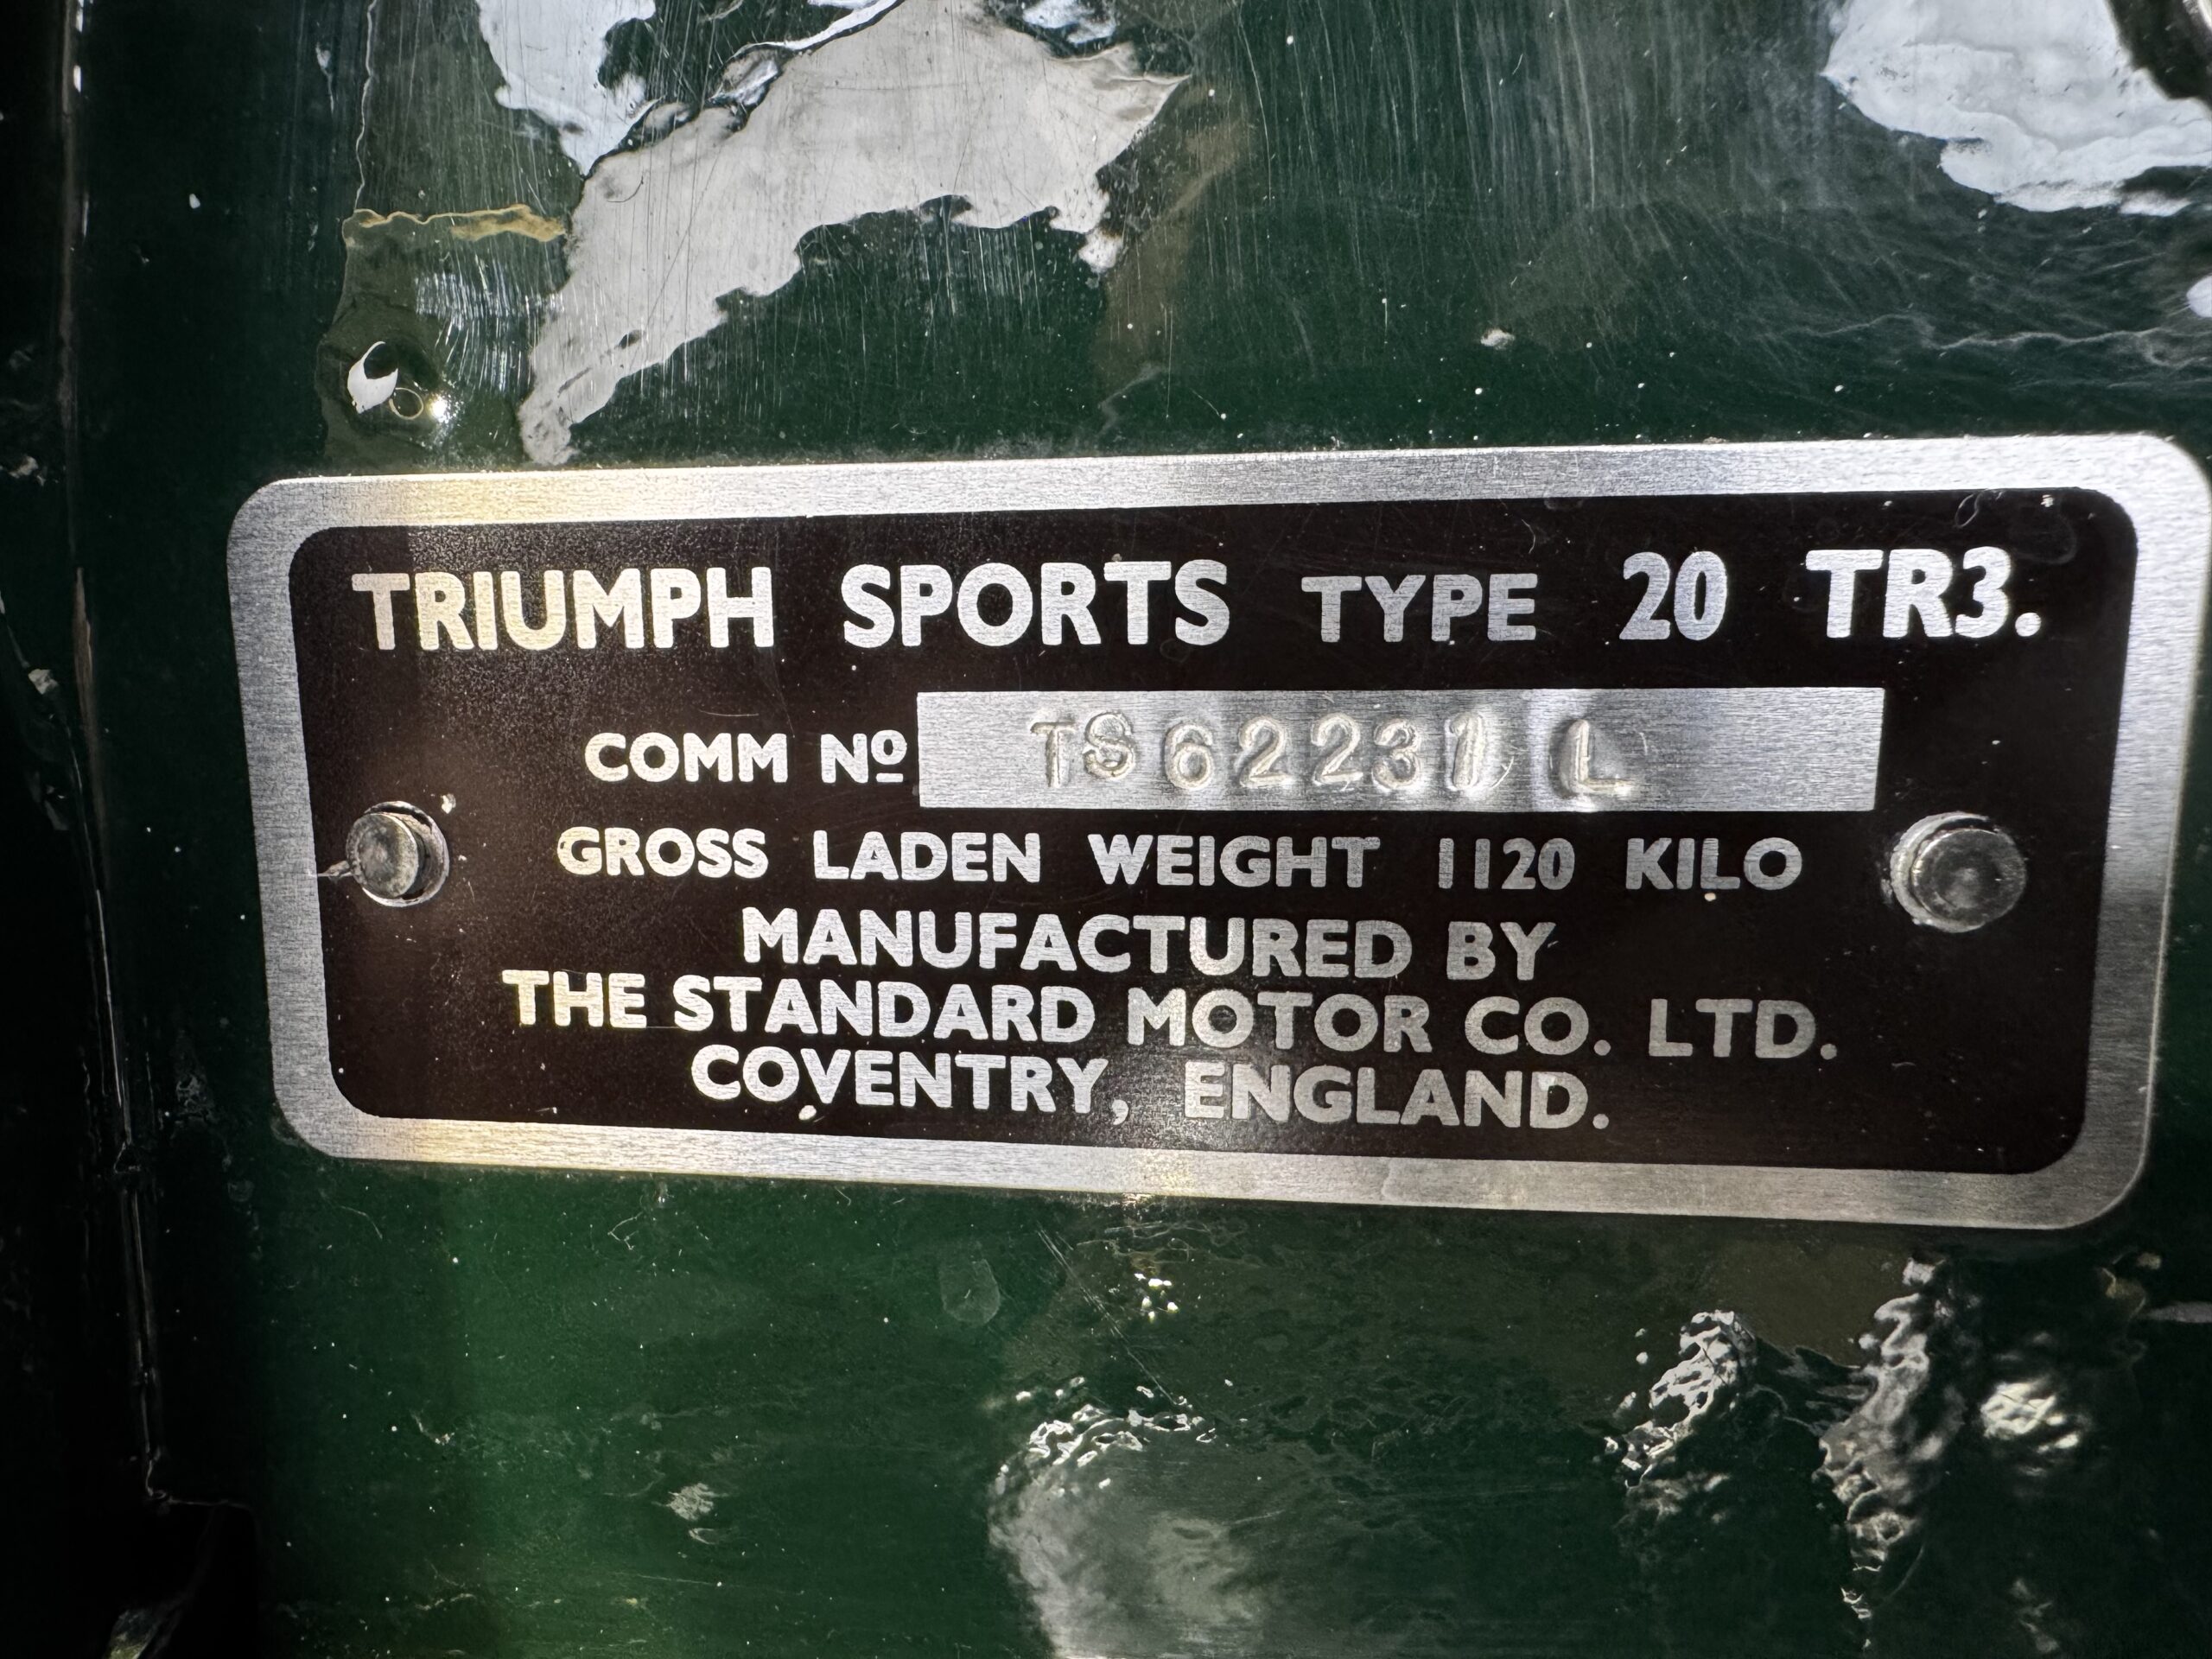 TRIUMPH SPORTS TYPE 20 TR3.
COMM Nº TS62231 L
GROSS LADEN WEIGHT 1120 KILO
MANUFACTURED BY
THE STANDARD MOTOR CO. LTD.
COVENTRY, ENGLAND.